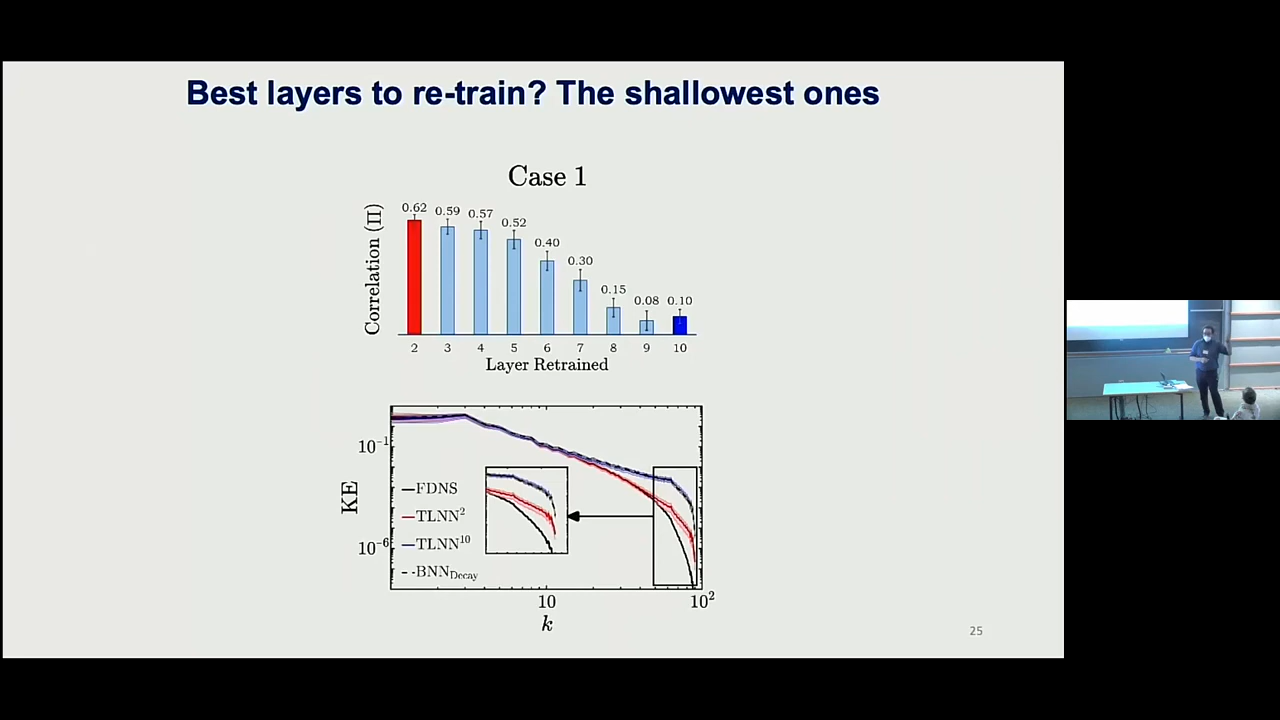 Best layers to re-train? The shallowest ones
Case 1
Correlation (Π)
0.62 0.59 0.57 0.52 0.40 0.30 0.15 0.08 0.10
2 3 4 5 6 7 8 9 10
Layer Retrained
KE
10⁻¹
10⁻⁶
FDNS
TLNN²
TLNN¹⁰
BNN_Decay
10 10²
k
25